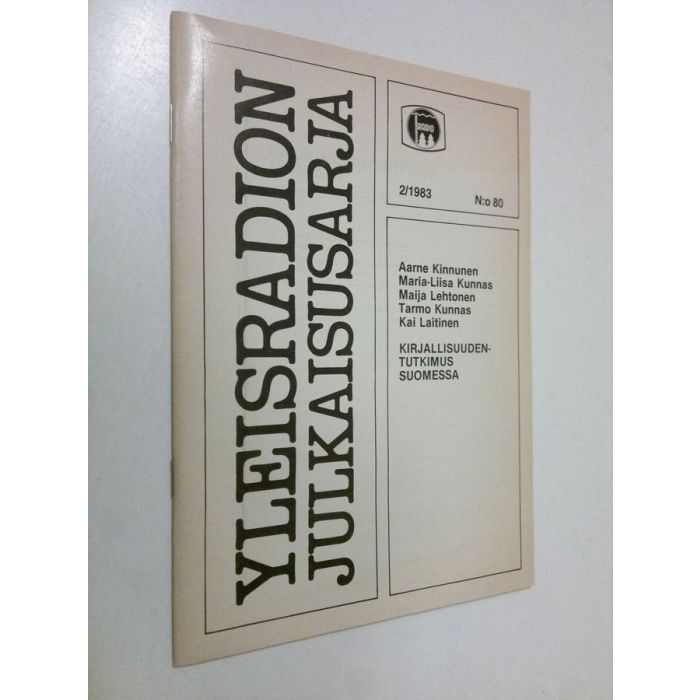 YLEISRADION
JULKAISUSARJA
RADIO
2/1983 N:o 80
Aarne Kinnunen
Maria-Liisa Kunnas
Maija Lehtonen
Tarmo Kunnas
Kai Laitinen
KIRJALLISUUDEN-
TUTKIMUS
SUOMESSA